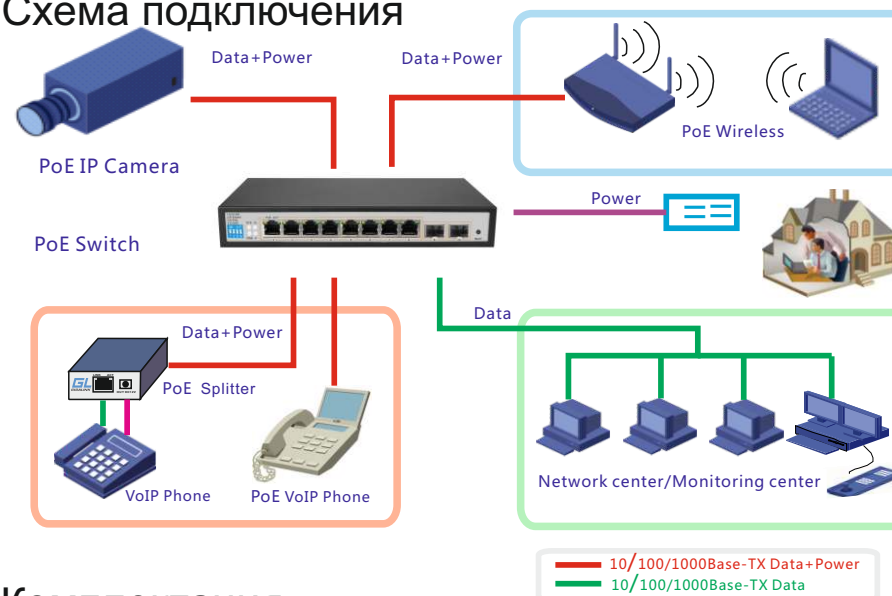 Схема подключения
Data+Power
Data+Power
PoE Wireless
PoE IP Camera
Power
PoE Switch
Data
Data+Power
GL
PoE Splitter
VoIP Phone
PoE VoIP Phone
Network center/Monitoring center
10/100/1000Base-TX Data+Power
10/100/1000Base-TX Data